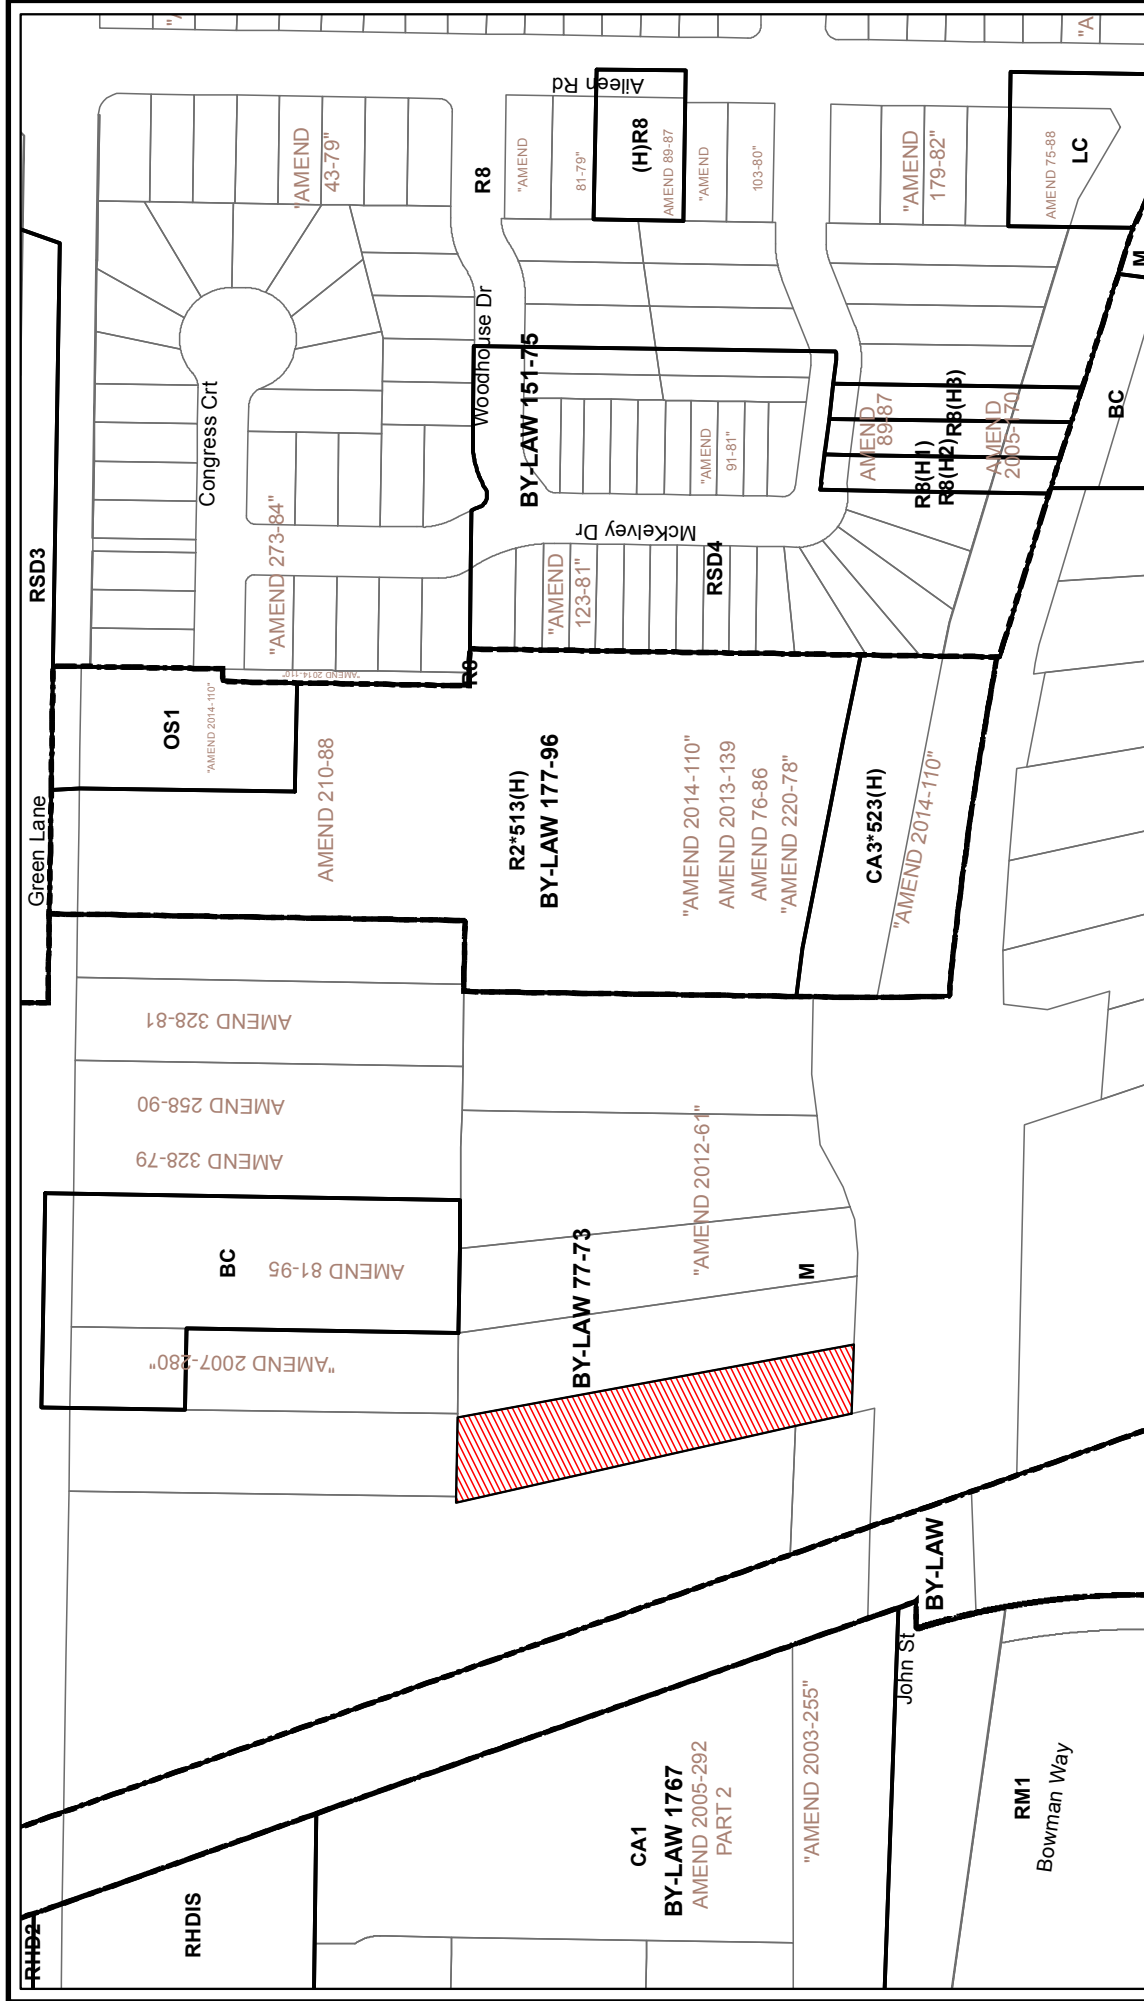 Green Lane
RSD3
"A
"A
Aileen Rd
"AMEND
43-79"
R8
"AMEND
81-79"
(H)R8
AMEND 89-87
"AMEND
103-80"
"AMEND
179-82"
AMEND 75-88
LC
M
BC
Congress Crt
Woodhouse Dr
BY-LAW 151-75
"AMEND
91-81"
AMEND
89-87
R8(H1)
R8(H2)
R8(H3)
AMEND
2005-170
"AMEND 273-84"
McKelvey Dr
"AMEND
123-81"
RSD4
OS1
"AMEND 2014-110"
"AMEND 2014-110"
R8
AMEND 210-88
R2*513(H)
BY-LAW 177-96
"AMEND 2014-110"
AMEND 2013-139
AMEND 76-86
"AMEND 220-78"
CA3*523(H)
"AMEND 2014-110"
AMEND 328-81
AMEND 258-90
AMEND 328-79
BC
AMEND 81-95
"AMEND 2007-280"
BY-LAW 77-73
"AMEND 2012-61"
M
BY-LAW
John St
RHD2
RHDIS
CA1
BY-LAW 1767
AMEND 2005-292
PART 2
"AMEND 2003-255"
RM1
Bowman Way